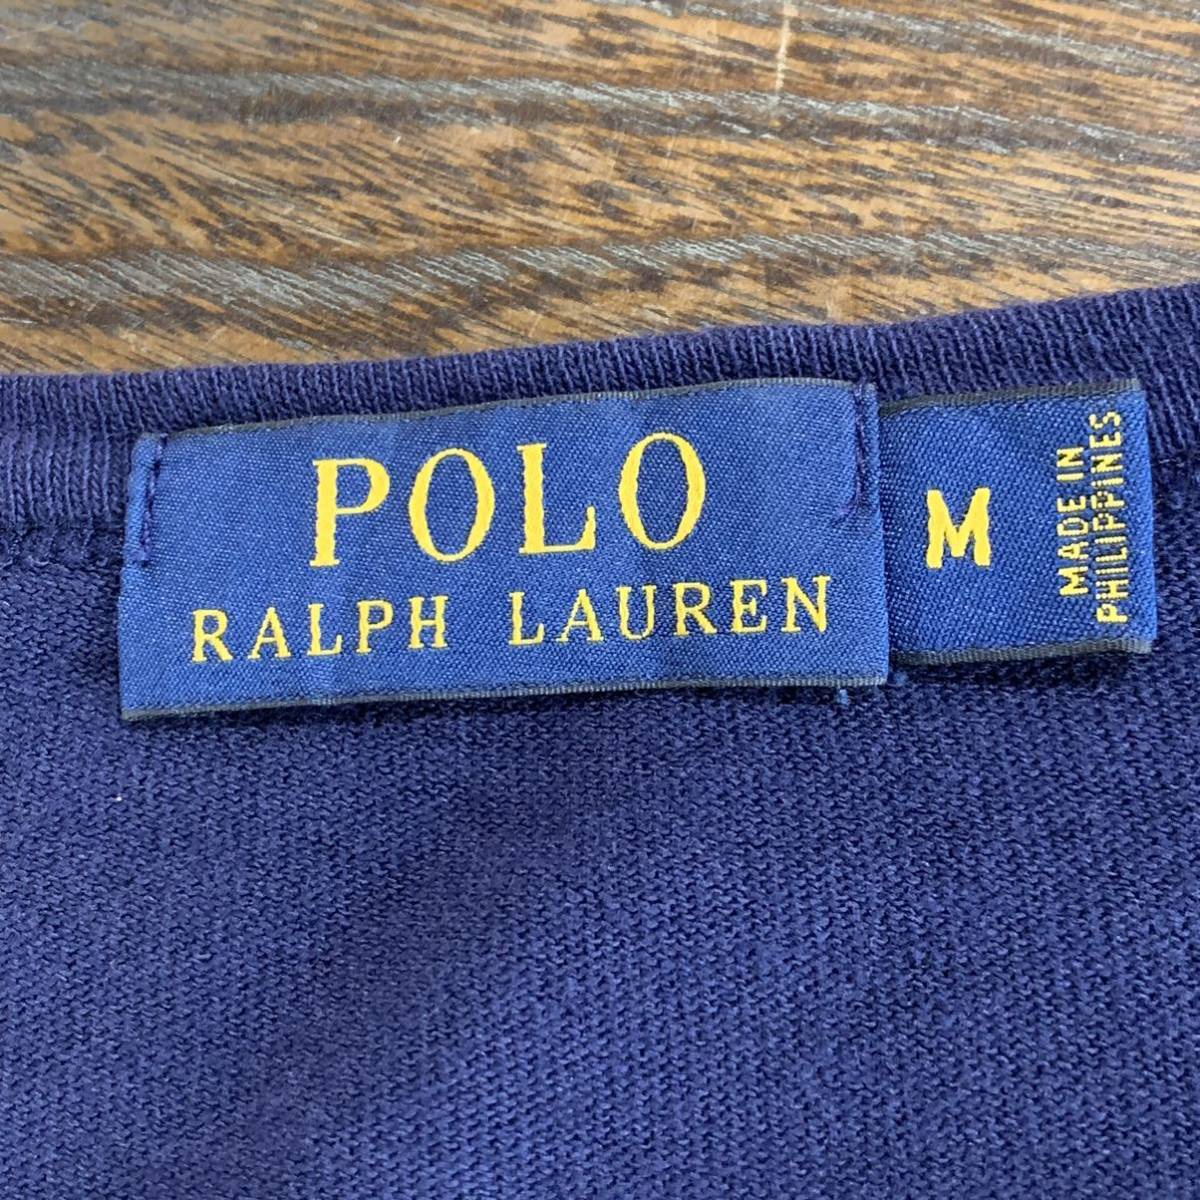 POLO
RALPH LAUREN
M
MADE IN
PHILIPPINES